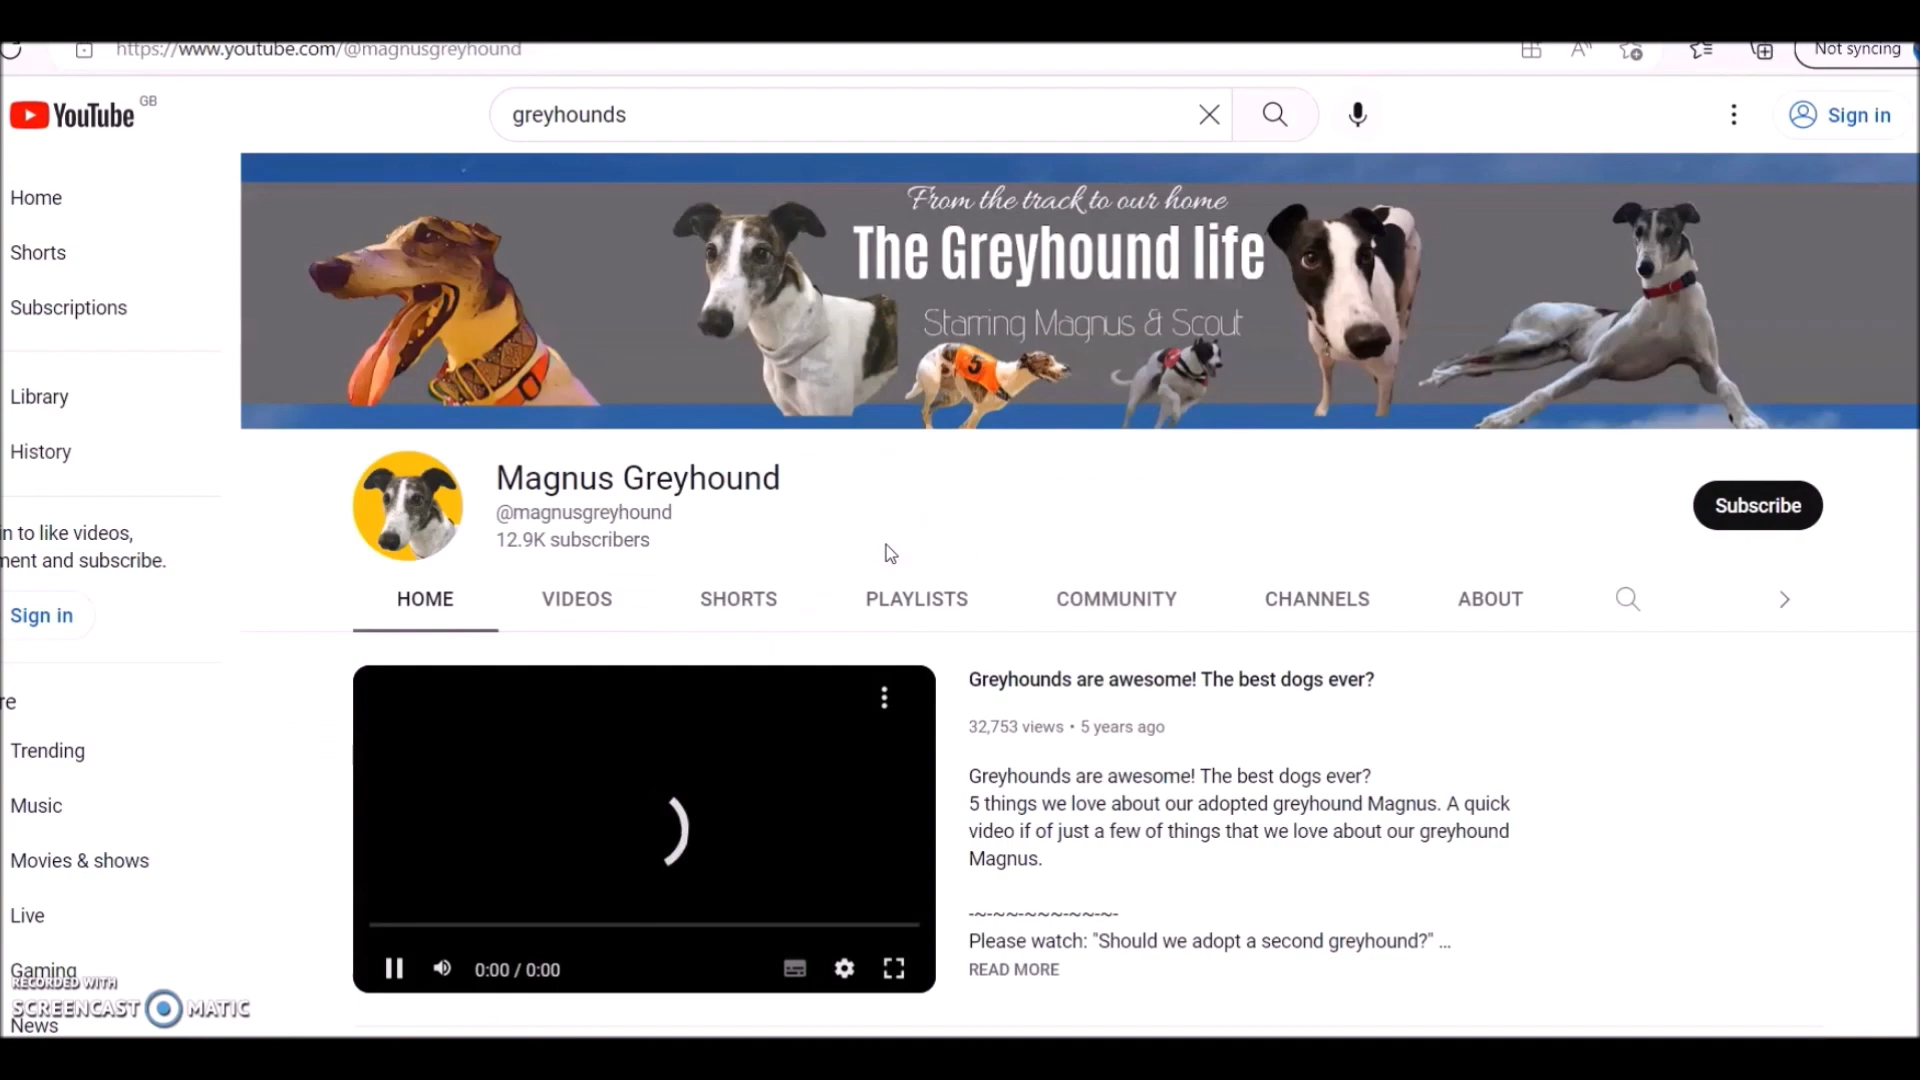 https://www.youtube.com/@magnusgreyhound
Not syncing
YouTube GB
greyhounds
Sign in
Home
Shorts
Subscriptions
Library
History
in to like videos,
ment and subscribe.
Sign in
re
Trending
Music
Movies & shows
Live
Gaming
News
From the track to our home
The Greyhound life
Starring Magnus & Scout
5
Magnus Greyhound
@magnusgreyhound
12.9K subscribers
Subscribe
HOME
VIDEOS
SHORTS
PLAYLISTS
COMMUNITY
CHANNELS
ABOUT
0:00 / 0:00
Greyhounds are awesome! The best dogs ever?
32,753 views • 5 years ago
Greyhounds are awesome! The best dogs ever?
5 things we love about our adopted greyhound Magnus. A quick
video if of just a few of things that we love about our greyhound
Magnus.
-~-~~-~~~-~~-~-
Please watch: "Should we adopt a second greyhound?" ...
READ MORE
RECORDED WITH
SCREENCAST MATIC